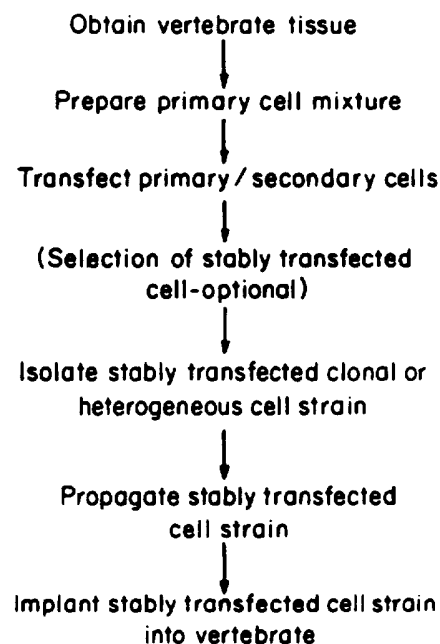 Obtain vertebrate tissue
Prepare primary cell mixture
Transfect primary/secondary cells
(Selection of stably transfected
cell-optional)
Isolate stably transfected clonal or
heterogeneous cell strain
Propagate stably transfected
cell strain
Implant stably transfected cell strain
into vertebrate